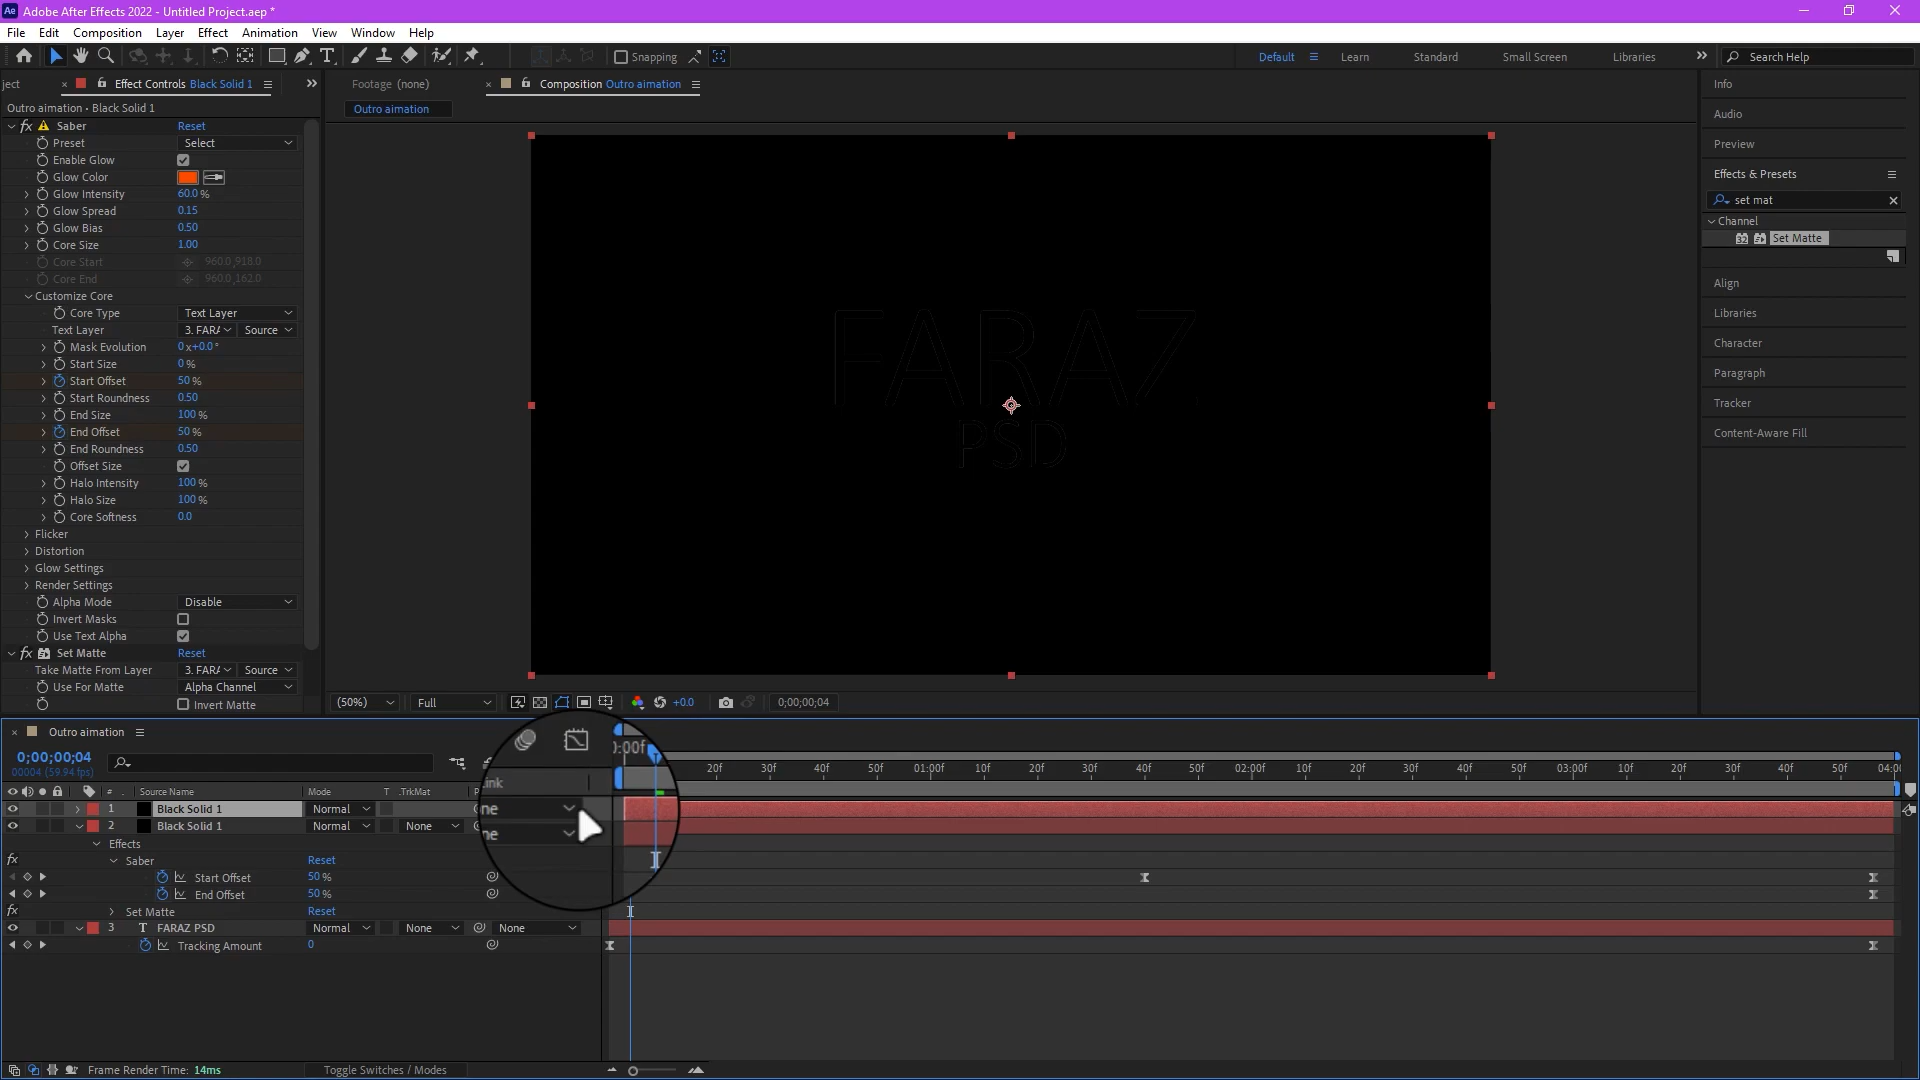 Ae Adobe After Effects 2022 - Untitled Project.aep *
File Edit Composition Layer Effect Animation View Window Help
Snapping
Default Learn Standard Small Screen Libraries Search Help
ject Effect Controls Black Solid 1
Footage (none) Composition Outro aimation
Outro aimation • Black Solid 1
Outro aimation
fx Saber Reset
Preset Select
Enable Glow
Glow Color
Glow Intensity 60.0 %
Glow Spread 0.15
Glow Bias 0.50
Core Size 1.00
Core Start 960.0,918.0
Core End 960.0,162.0
Customize Core
Core Type Text Layer
Text Layer 3. FARA Source
Mask Evolution 0 x+0.0 °
Start Size 0 %
Start Offset 50 %
Start Roundness 0.50
End Size 100 %
End Offset 50 %
End Roundness 0.50
Offset Size
Halo Intensity 100 %
Halo Size 100 %
Core Softness 0.0
Flicker
Distortion
Glow Settings
Render Settings
Alpha Mode Disable
Invert Masks
Use Text Alpha
fx Set Matte Reset
Take Matte From Layer 3. FARA Source
Use For Matte Alpha Channel
Invert Matte
FARAZ
PSD
(50%) Full +0.0 0;00;00;04
Info
Audio
Preview
Effects & Presets
set mat
Channel
32 Set Matte
Align
Libraries
Character
Paragraph
Tracker
Content-Aware Fill
Outro aimation
0;00;00;04
00004 (59.94 fps)
):00f 20f 30f 40f 50f 01:00f 10f 20f 30f 40f 50f 02:00f 10f 20f 30f 40f 50f 03:00f 10f 20f 30f 40f 50f 04:0
# . Source Name Mode T .TrkMat
1 Black Solid 1 Normal ne
2 Black Solid 1 Normal None ne
Effects
fx Saber Reset
Start Offset 50 %
End Offset 50 %
fx Set Matte Reset
3 T FARAZ PSD Normal None None
Tracking Amount 0
Frame Render Time: 14ms Toggle Switches / Modes